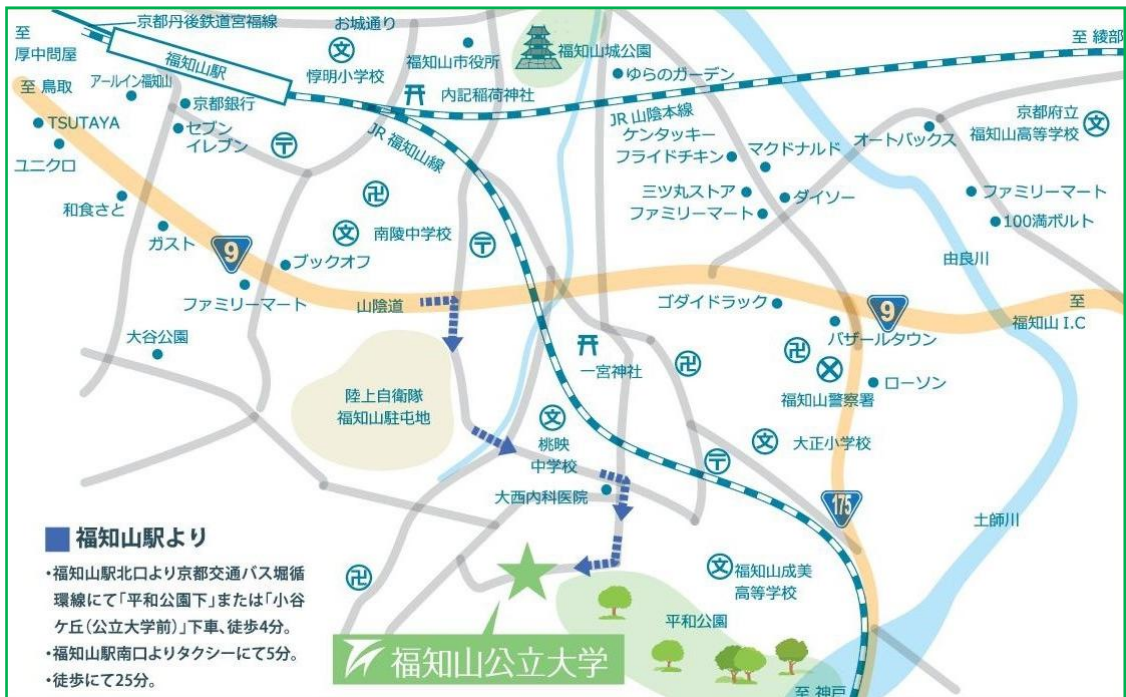 京都丹後鉄道宮福線
お城通り
至
厚中問屋
福知山駅
文
惇明小学校
福知山市役所
福知山城公園
至 綾部
ゆらのガーデン
至 鳥取
アールイン福知山
京都銀行
セブン
イレブン
内記稲荷神社
JR 福知山線
JR 山陰本線
ケンタッキー
フライドチキン
マクドナルド
オートバックス
京都府立
福知山高等学校
文
TSUTAYA
ユニクロ
和食さと
ガスト
9
文
南陵中学校
三ツ丸ストア
ファミリーマート
ダイソー
ファミリーマート
100満ボルト
ブックオフ
ファミリーマート
山陰道
由良川
ゴダイドラック
9
至
福知山 I.C
バザールタウン
大谷公園
一宮神社
ローソン
福知山警察署
陸上自衛隊
福知山駐屯地
文
桃映
中学校
文
大正小学校
大西内科医院
175
土師川
福知山駅より
・福知山駅北口より京都交通バス堀循
環線にて「平和公園下」または「小谷
ケ丘(公立大学前)」下車、徒歩4分。
・福知山駅南口よりタクシーにて5分。
・徒歩にて25分。
文
福知山成美
高等学校
平和公園
福知山公立大学
至 神戸